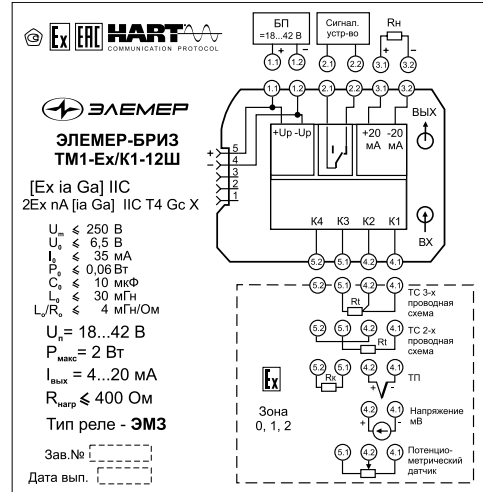 Ex EAC HART
COMMUNICATION PROTOCOL
ЭЛЕМЕР
ЭЛЕМЕР-БРИЗ
ТМ1-Ex/К1-12Ш
[Ex ia Ga] IIC
2Ex nA [ia Ga] IIC T4 Gc X
Um ⩽ 250 В
U0 ⩽ 6,5 В
I0 ⩽ 35 мА
P0 ⩽ 0,06 Вт
C0 ⩽ 10 мкФ
L0 ⩽ 30 мГн
L0/R0 ⩽ 4 мГн/Ом
Uп= 18...42 В
Pмакс= 2 Вт
Iвых = 4...20 мА
Rнагр ⩽ 400 Ом
Тип реле - ЭМЗ
Зав.№
Дата вып.
БП
=18...42 В
Сигнал.
устр-во
Rн
+ − + −
1.1 1.2 2.1 2.2 3.1 3.2
1.1 1.2 2.1 2.2 3.1 3.2
ВЫХ
+Up -Up +20 мА -20 мА
+ 5
− 4
3
2
1
К4 К3 К2 К1
ВХ
5.2 5.1 4.2 4.1
5.2 5.1 4.2 4.1
Rt
ТС 3-х
проводная
схема
5.2 5.1 4.2 4.1
Rt
ТС 2-х
проводная
схема
5.2 5.1 4.2 4.1
Rк + -
ТП
4.2 4.1
+ -
Напряжение
мВ
5.1 4.2 4.1
Потенцио-
метрический
датчик
Ex
Зона
0, 1, 2